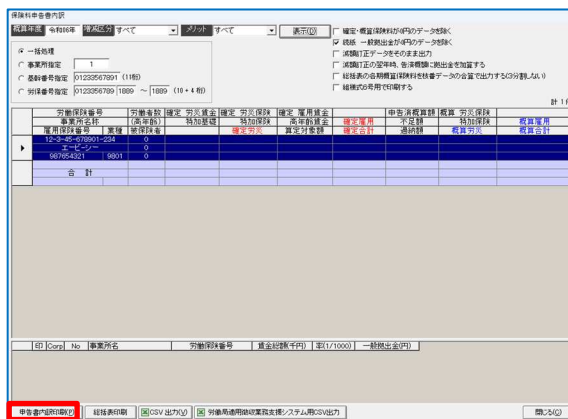 保険料申告書内訳
概算年度 令和06年 増減区分 すべて メリット すべて 表示(D)
確定・概算保険料が0円のデータを除く
続紙 一般拠出金が0円のデータを除く
減額訂正データをそのまま出力
減額訂正の翌年時、告済概算に拠出金を加算する
総括表の各期概算保険料を枝番データの合算で出力する(3分割しない)
組様式6号用で印刷する
一括処理
事業所指定 1
基幹番号指定 01233567891 (11桁)
労保番号指定 0123356789 1889 ～ 1889 (10 + 4 桁)
計 1
労働保険番号 労働者数 確定 労災賃金 確定 労災保険 確定 雇用賃金 申告済概算額 概算 労災保険
事業所名称 (高年齢) 特加基礎 特加保険 高年齢賃金 確定雇用 不足額 特加保険 概算雇用
雇用保険番号 業種 被保険者 確定労災 算定対象額 確定合計 過納額 概算労災 概算合計
12-3-45-678901-234 0
エービーシー 0
987654321 9801 0
合 計
印 Corp No 事業所名 労働保険番号 賃金総額(千円) 率(1/1000) 一般拠出金(円)
申告書内訳印刷(P) 総括表印刷 CSV 出力(V) 労働局適用徴収業務支援システム用CSV出力 閉じる(C)